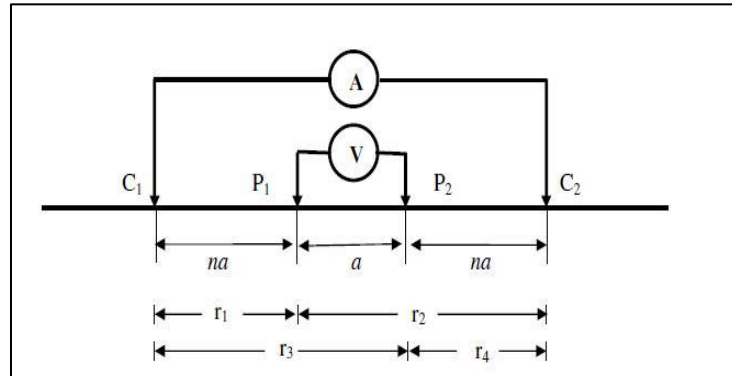 A
V
C₁ P₁ P₂ C₂
na a na
r₁ r₂
r₃ r₄